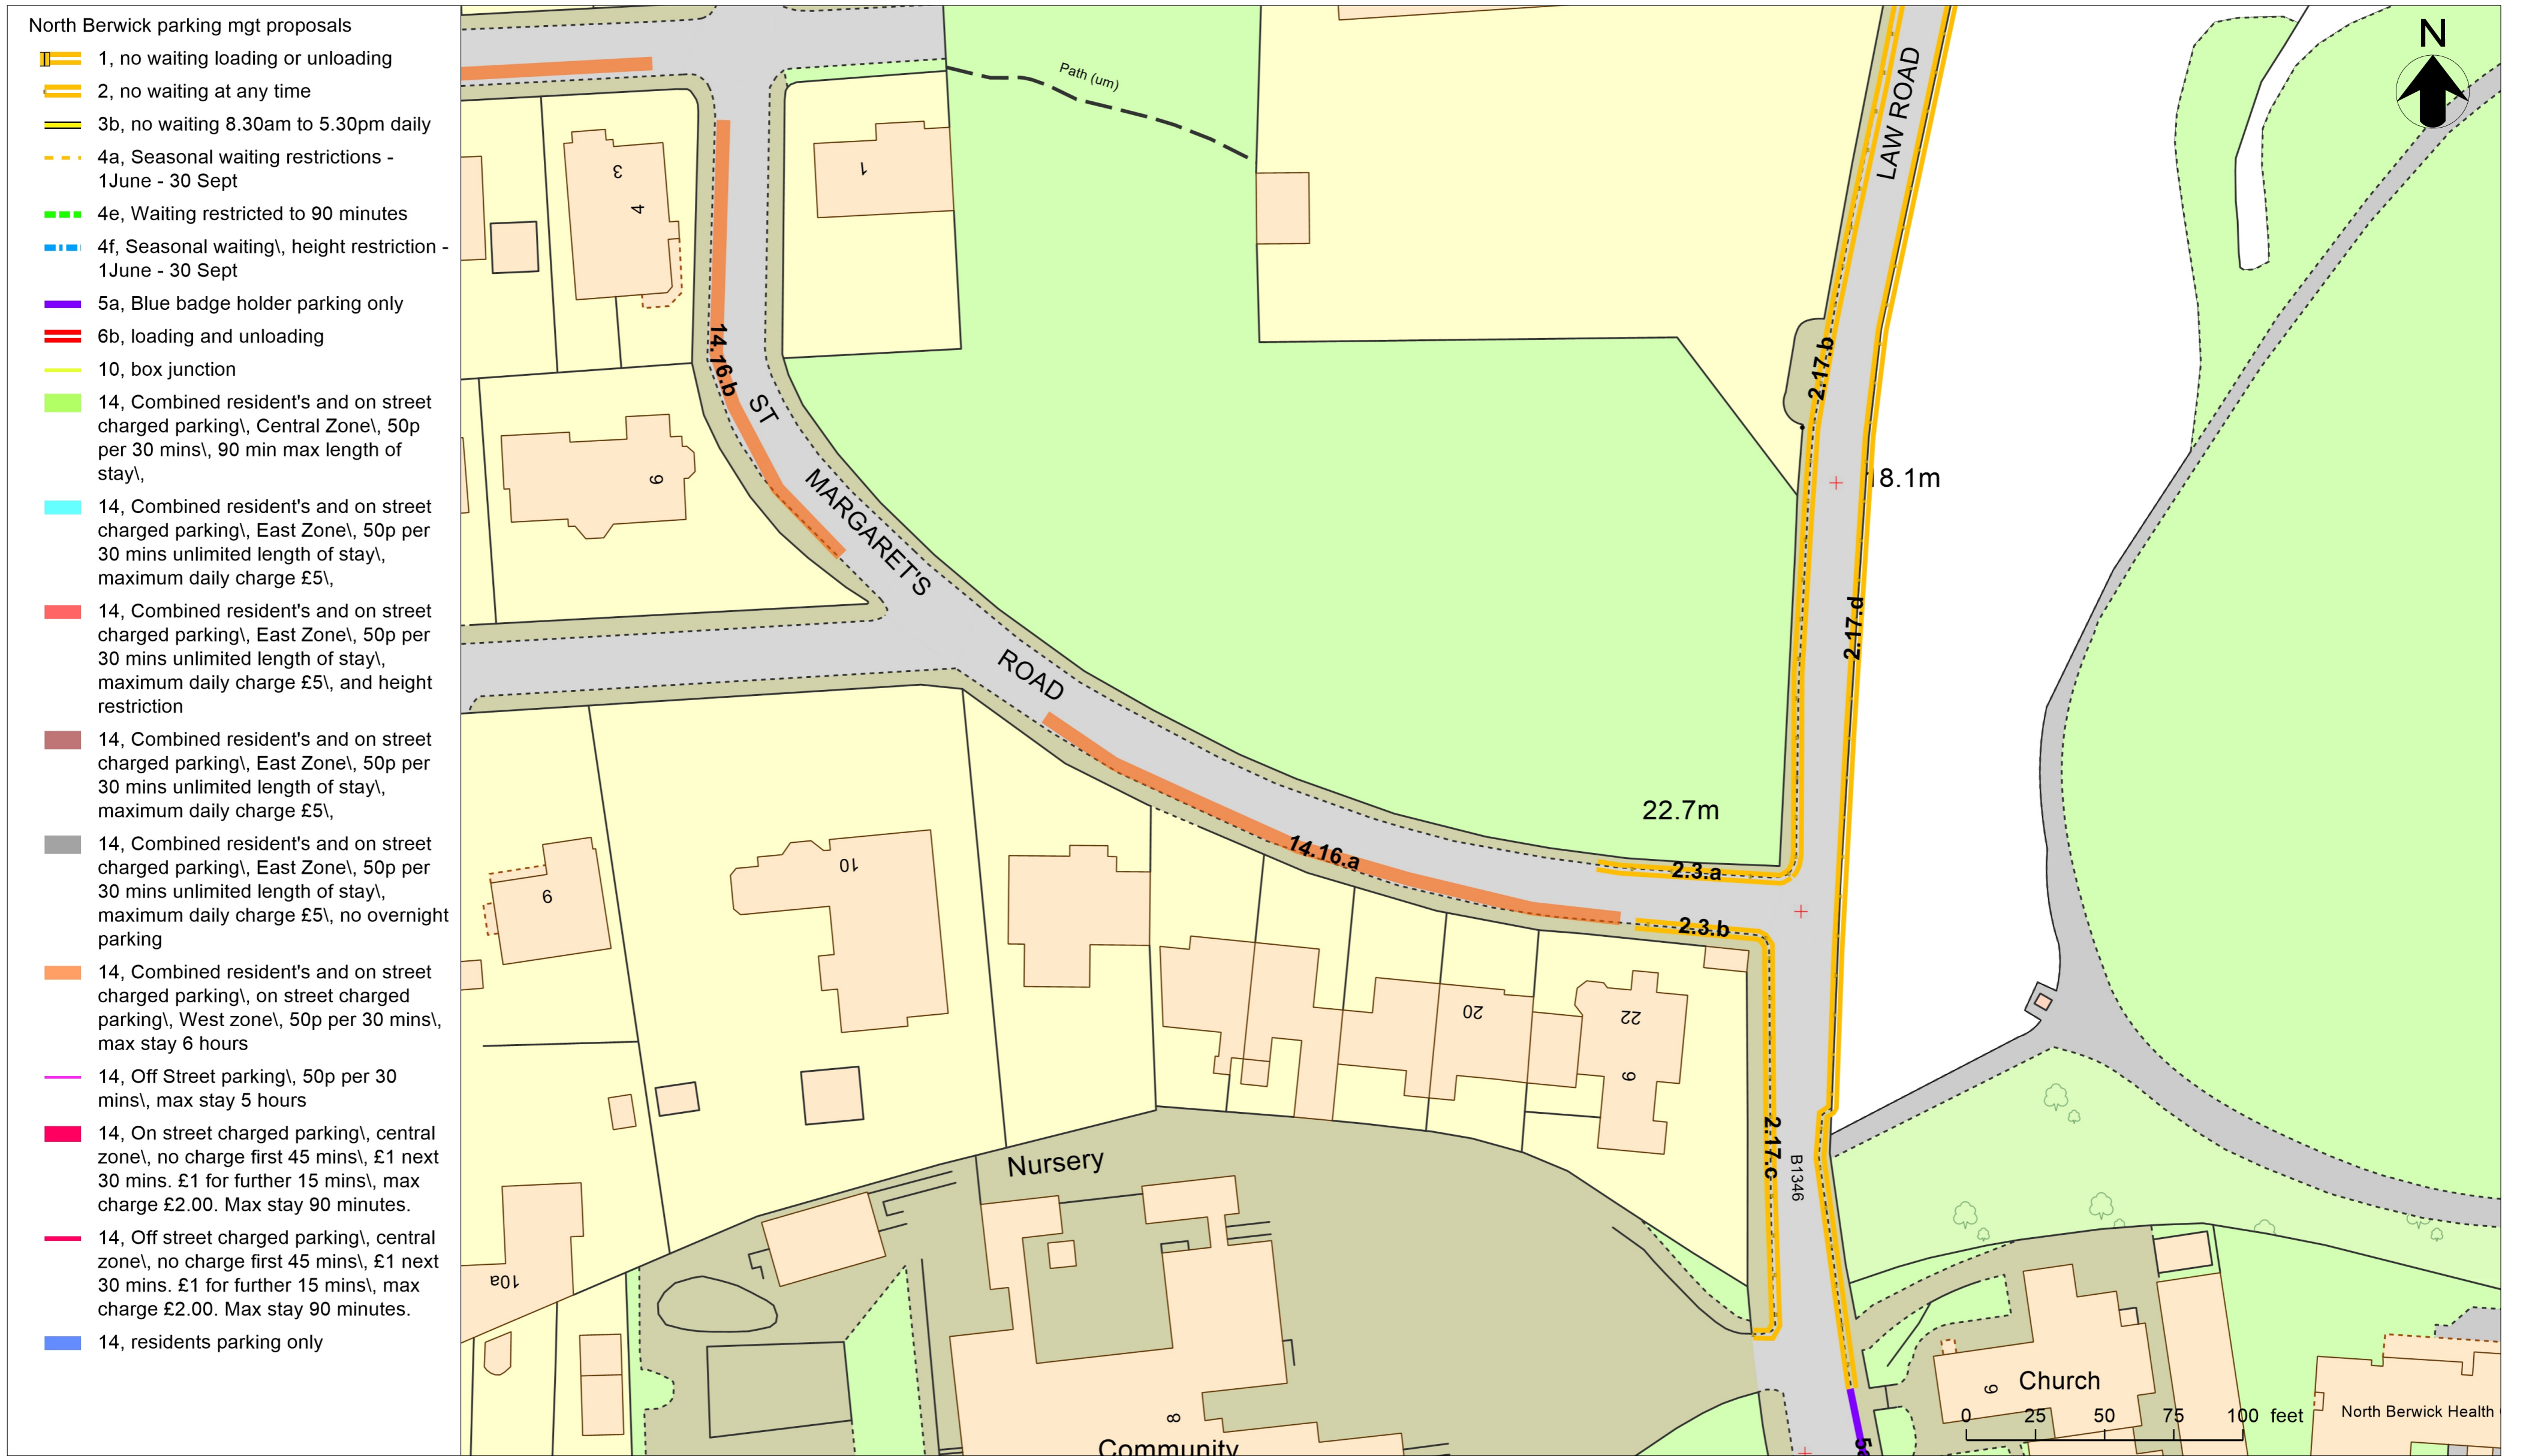 North Berwick parking mgt proposals
1, no waiting loading or unloading
2, no waiting at any time
3b, no waiting 8.30am to 5.30pm daily
4a, Seasonal waiting restrictions -
1June - 30 Sept
4e, Waiting restricted to 90 minutes
4f, Seasonal waiting\, height restriction -
1June - 30 Sept
5a, Blue badge holder parking only
6b, loading and unloading
10, box junction
14, Combined resident's and on street
charged parking\, Central Zone\, 50p
per 30 mins\, 90 min max length of
stay\,
14, Combined resident's and on street
charged parking\, East Zone\, 50p per
30 mins unlimited length of stay\,
maximum daily charge £5\,
14, Combined resident's and on street
charged parking\, East Zone\, 50p per
30 mins unlimited length of stay\,
maximum daily charge £5\, and height
restriction
14, Combined resident's and on street
charged parking\, East Zone\, 50p per
30 mins unlimited length of stay\,
maximum daily charge £5\,
14, Combined resident's and on street
charged parking\, East Zone\, 50p per
30 mins unlimited length of stay\,
maximum daily charge £5\, no overnight
parking
14, Combined resident's and on street
charged parking\, on street charged
parking\, West zone\, 50p per 30 mins\,
max stay 6 hours
14, Off Street parking\, 50p per 30
mins\, max stay 5 hours
14, On street charged parking\, central
zone\, no charge first 45 mins\, £1 next
30 mins. £1 for further 15 mins\, max
charge £2.00. Max stay 90 minutes.
14, Off street charged parking\, central
zone\, no charge first 45 mins\, £1 next
30 mins. £1 for further 15 mins\, max
charge £2.00. Max stay 90 minutes.
14, residents parking only
N
LAW ROAD
Path (um)
3
4
1
14.16.b
ST
MARGARET'S
ROAD
6
2.17.b
8.1m
2.17.d
22.7m
14.16.a
2.3.a
2.3.b
9
10
20
22
6
2.17.c
B1346
Nursery
10a
8
Community
Church
6
0 25 50 75 100 feet
North Berwick Health